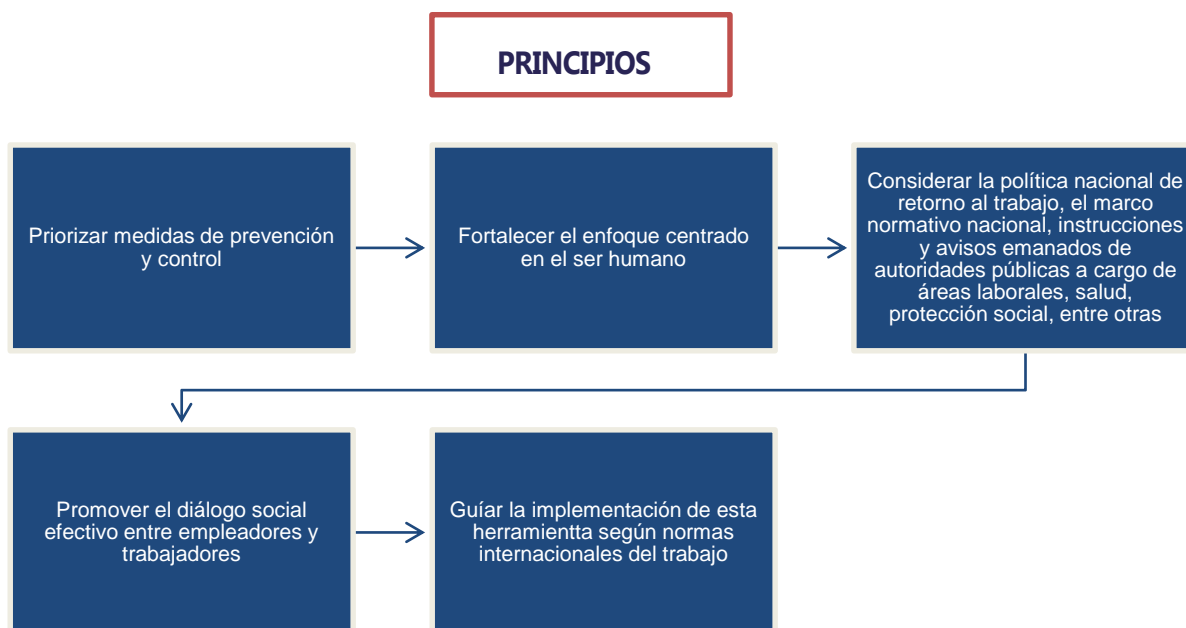 PRINCIPIOS
Priorizar medidas de prevención
y control
Fortalecer el enfoque centrado
en el ser humano
Considerar la política nacional de
retorno al trabajo, el marco
normativo nacional, instrucciones
y avisos emanados de
autoridades públicas a cargo de
áreas laborales, salud,
protección social, entre otras
Promover el diálogo social
efectivo entre empleadores y
trabajadores
Guíar la implementación de esta
herramientta según normas
internacionales del trabajo